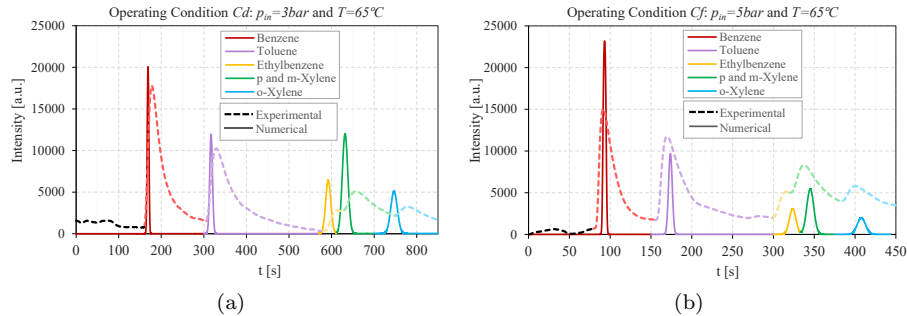 Operating Condition Cd: p_in=3bar and T=65°C
Intensity [a.u.]
25000
20000
15000
10000
5000
0
Benzene
Toluene
Ethylbenzene
p and m-Xylene
o-Xylene
Experimental
Numerical
0 100 200 300 400 500 600 700 800
t [s]
(a)
Operating Condition Cf: p_in=5bar and T=65°C
Intensity [a.u.]
25000
20000
15000
10000
5000
0
Benzene
Toluene
Ethylbenzene
p and m-Xylene
o-Xylene
Experimental
Numerical
0 50 100 150 200 250 300 350 400 450
t [s]
(b)